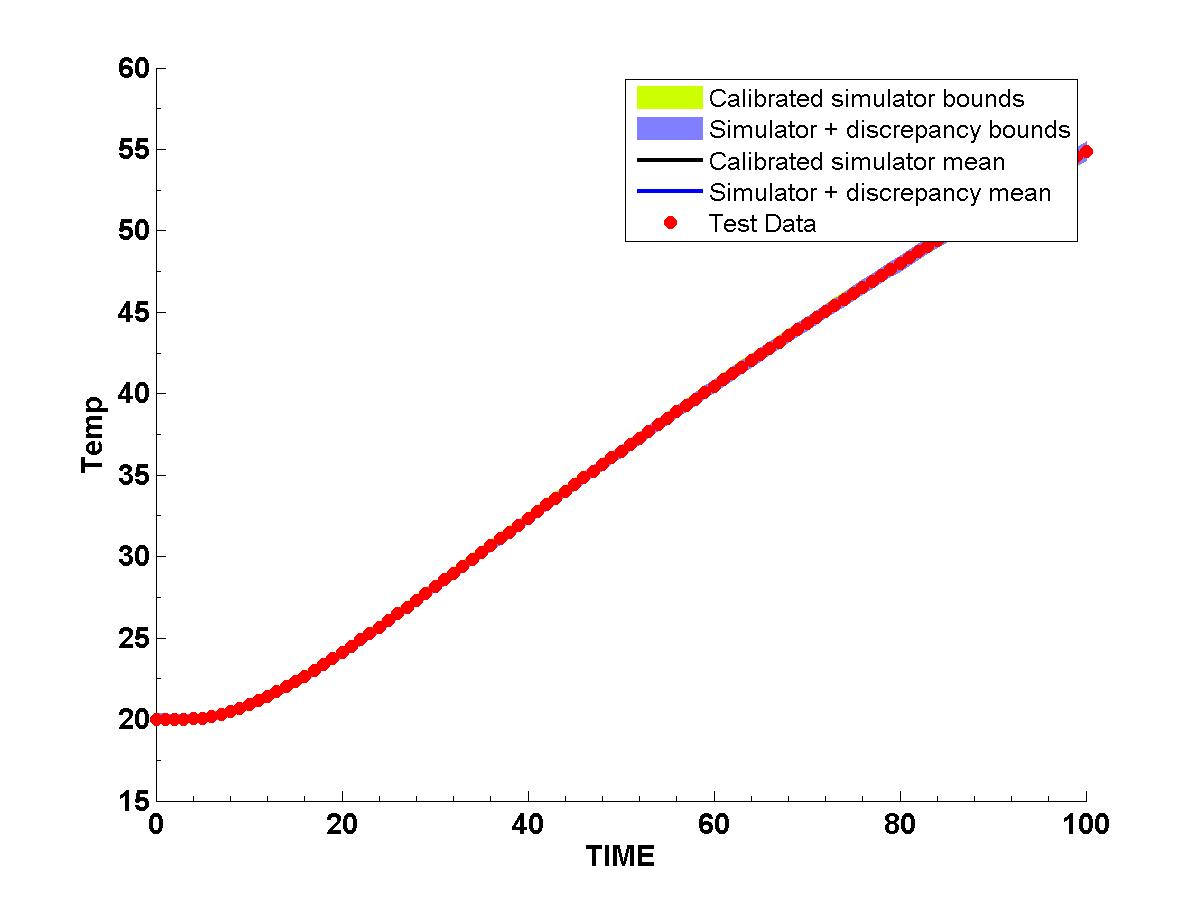 60
55
50
45
40
35
30
25
20
15
Temp
Calibrated simulator bounds
Simulator + discrepancy bounds
Calibrated simulator mean
Simulator + discrepancy mean
Test Data
0 20 40 60 80 100
TIME